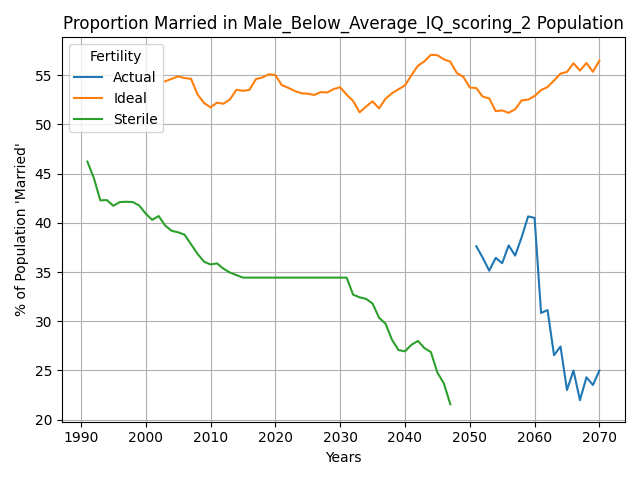 Proportion Married in Male_Below_Average_IQ_scoring_2 Population
Fertility
Actual
Ideal
Sterile
% of Population 'Married'
55
50
45
40
35
30
25
20
1990 2000 2010 2020 2030 2040 2050 2060 2070
Years